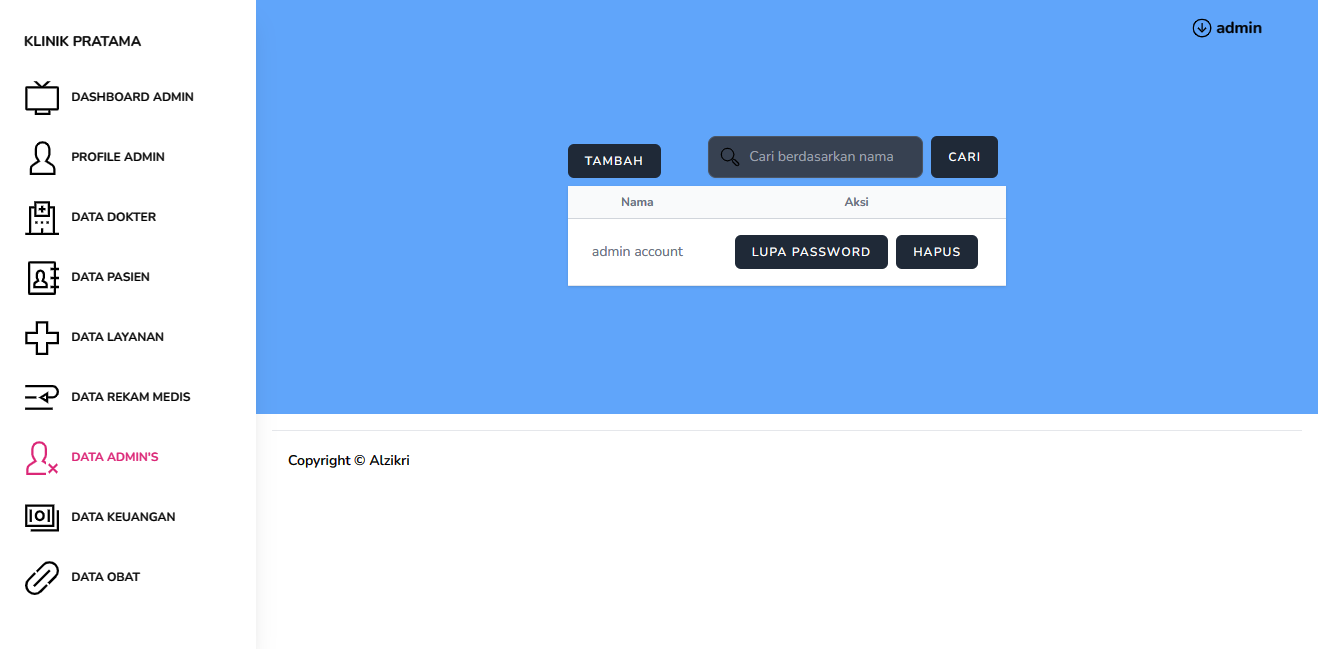 KLINIK PRATAMA
DASHBOARD ADMIN
PROFILE ADMIN
DATA DOKTER
DATA PASIEN
DATA LAYANAN
DATA REKAM MEDIS
DATA ADMIN'S
DATA KEUANGAN
DATA OBAT
admin
TAMBAH
Cari berdasarkan nama
CARI
Nama Aksi
admin account LUPA PASSWORD HAPUS
Copyright © Alzikri